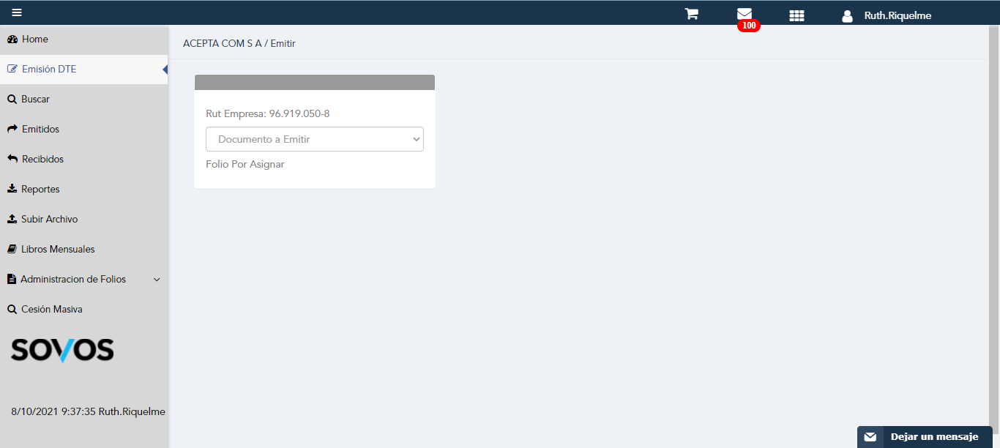 Ruth.Riquelme
100
Home
Emisión DTE
Buscar
Emitidos
Recibidos
Reportes
Subir Archivo
Libros Mensuales
Administracion de Folios
Cesión Masiva
SOVOS
8/10/2021 9:37:35 Ruth.Riquelme
ACEPTA COM S A / Emitir
Rut Empresa: 96.919.050-8
Documento a Emitir
Folio Por Asignar
Dejar un mensaje